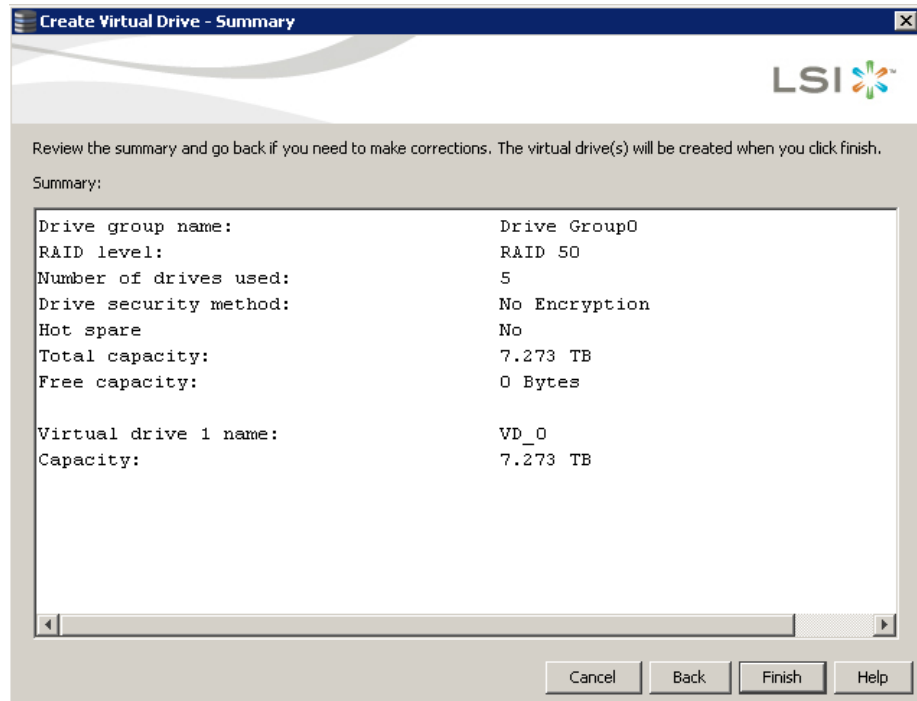 Create Virtual Drive - Summary
LSI
Review the summary and go back if you need to make corrections. The virtual drive(s) will be created when you click finish.
Summary:
Drive group name: Drive Group0
RAID level: RAID 50
Number of drives used: 5
Drive security method: No Encryption
Hot spare No
Total capacity: 7.273 TB
Free capacity: 0 Bytes
Virtual drive 1 name: VD_0
Capacity: 7.273 TB
Cancel Back Finish Help